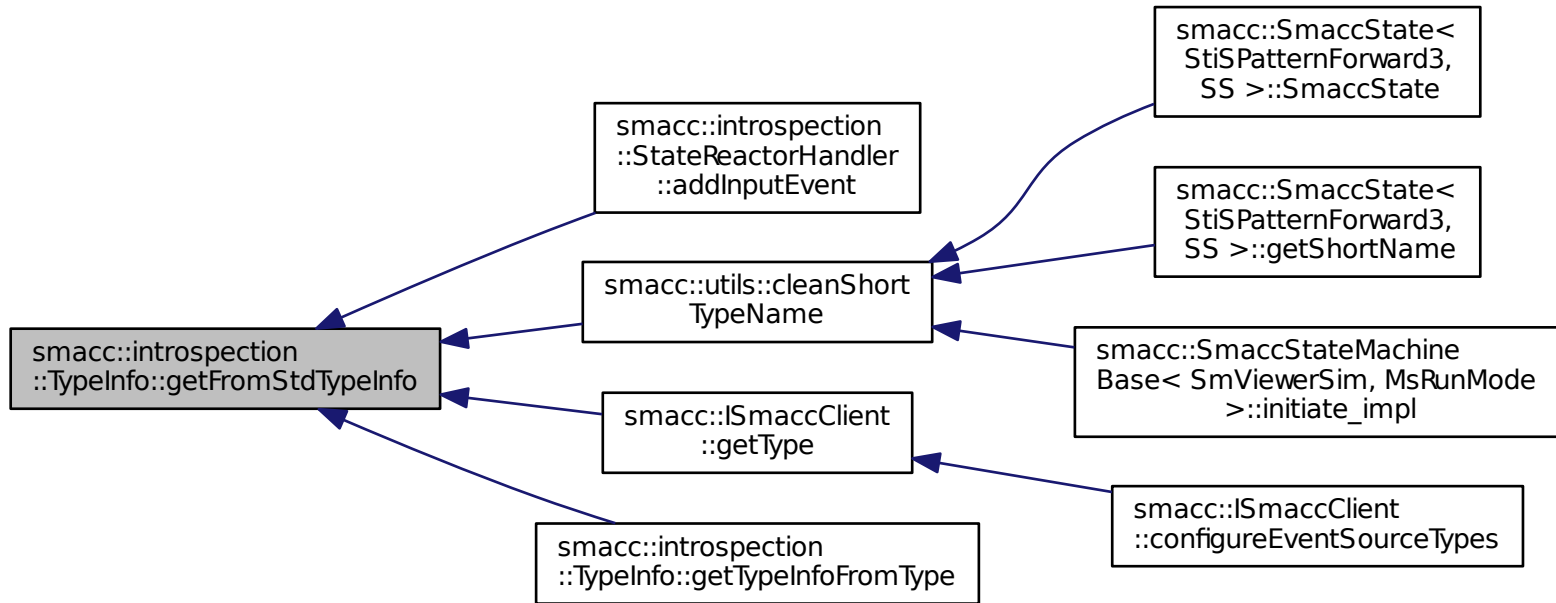 smacc::SmaccState<
StiSPatternForward3,
SS >::SmaccState
smacc::introspection
::StateReactorHandler
::addInputEvent
smacc::SmaccState<
StiSPatternForward3,
SS >::getShortName
smacc::utils::cleanShort
TypeName
smacc::introspection
::TypeInfo::getFromStdTypeInfo
smacc::SmaccStateMachine
Base< SmViewerSim, MsRunMode
>::initiate_impl
smacc::ISmaccClient
::getType
smacc::ISmaccClient
::configureEventSourceTypes
smacc::introspection
::TypeInfo::getTypeInfoFromType